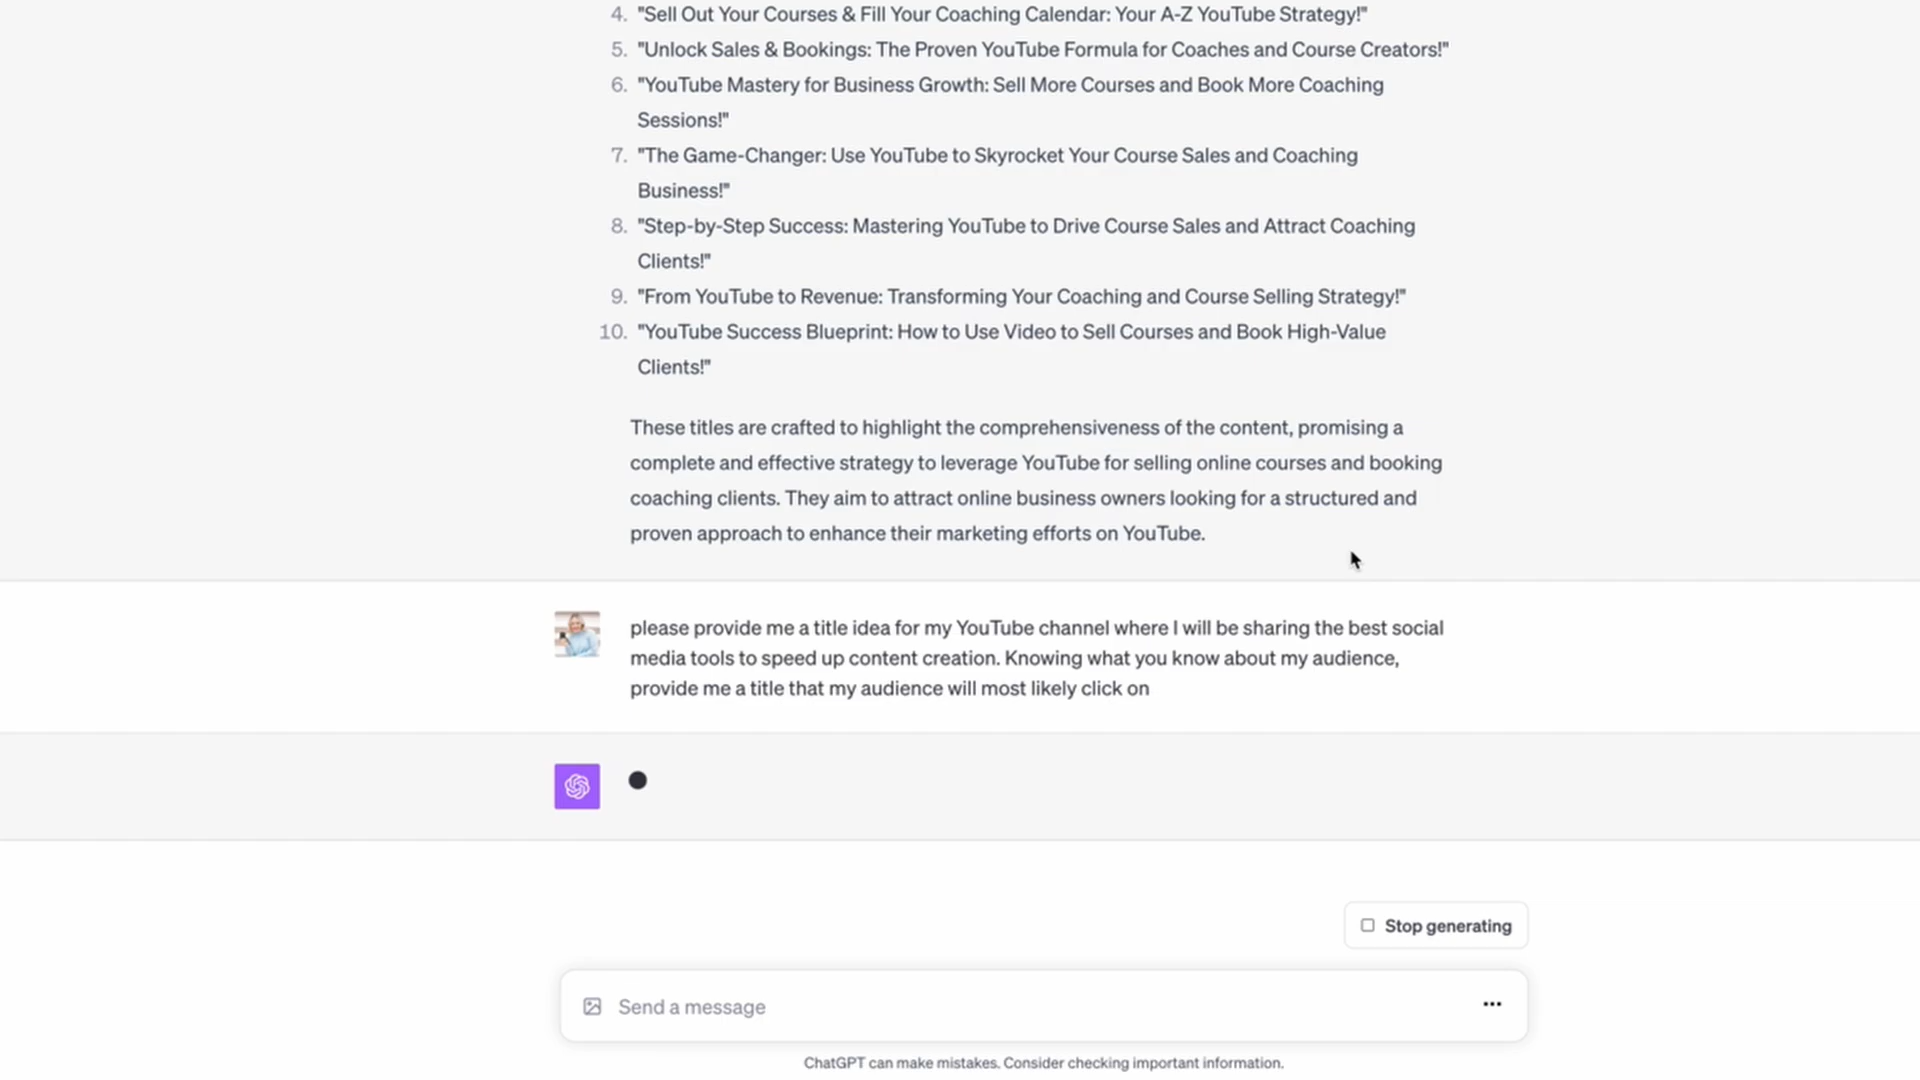 4. "Sell Out Your Courses & Fill Your Coaching Calendar: Your A-Z YouTube Strategy!"
5. "Unlock Sales & Bookings: The Proven YouTube Formula for Coaches and Course Creators!"
6. "YouTube Mastery for Business Growth: Sell More Courses and Book More Coaching
Sessions!"
7. "The Game-Changer: Use YouTube to Skyrocket Your Course Sales and Coaching
Business!"
8. "Step-by-Step Success: Mastering YouTube to Drive Course Sales and Attract Coaching
Clients!"
9. "From YouTube to Revenue: Transforming Your Coaching and Course Selling Strategy!"
10. "YouTube Success Blueprint: How to Use Video to Sell Courses and Book High-Value
Clients!"
These titles are crafted to highlight the comprehensiveness of the content, promising a
complete and effective strategy to leverage YouTube for selling online courses and booking
coaching clients. They aim to attract online business owners looking for a structured and
proven approach to enhance their marketing efforts on YouTube.
please provide me a title idea for my YouTube channel where I will be sharing the best social
media tools to speed up content creation. Knowing what you know about my audience,
provide me a title that my audience will most likely click on
Stop generating
Send a message
ChatGPT can make mistakes. Consider checking important information.